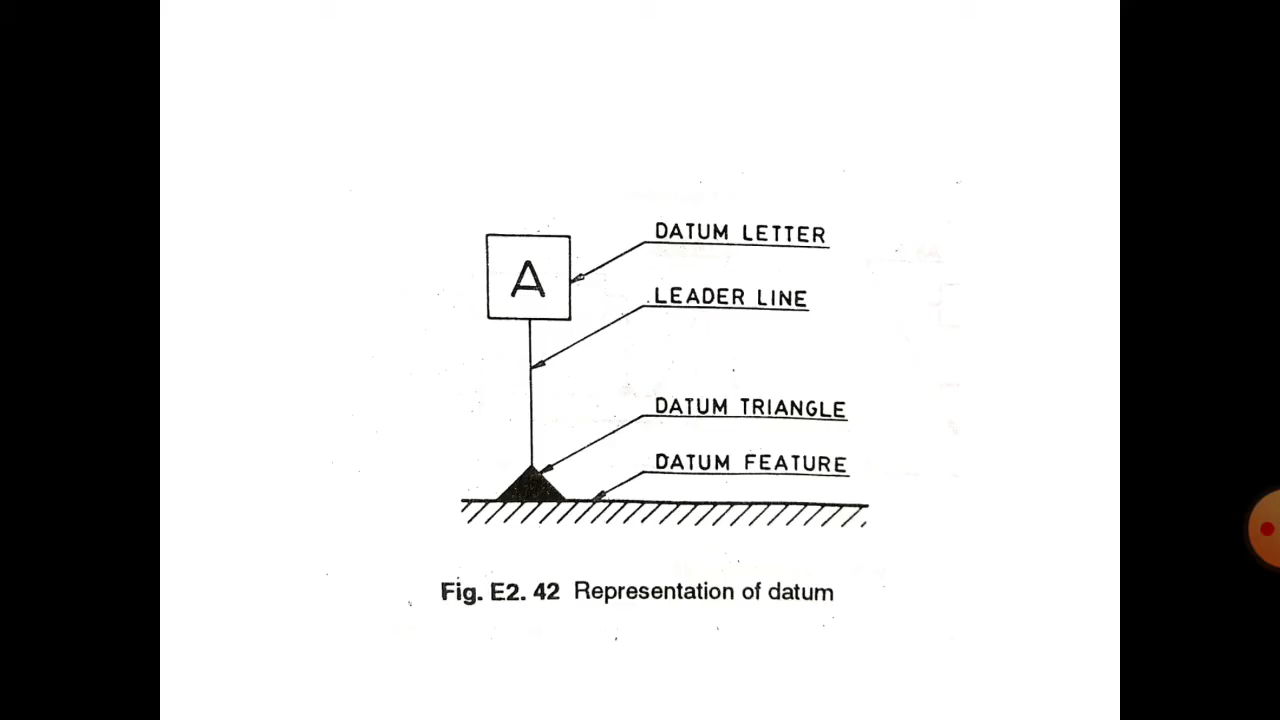 DATUM LETTER
A
LEADER LINE
DATUM TRIANGLE
DATUM FEATURE
Fig. E2. 42 Representation of datum